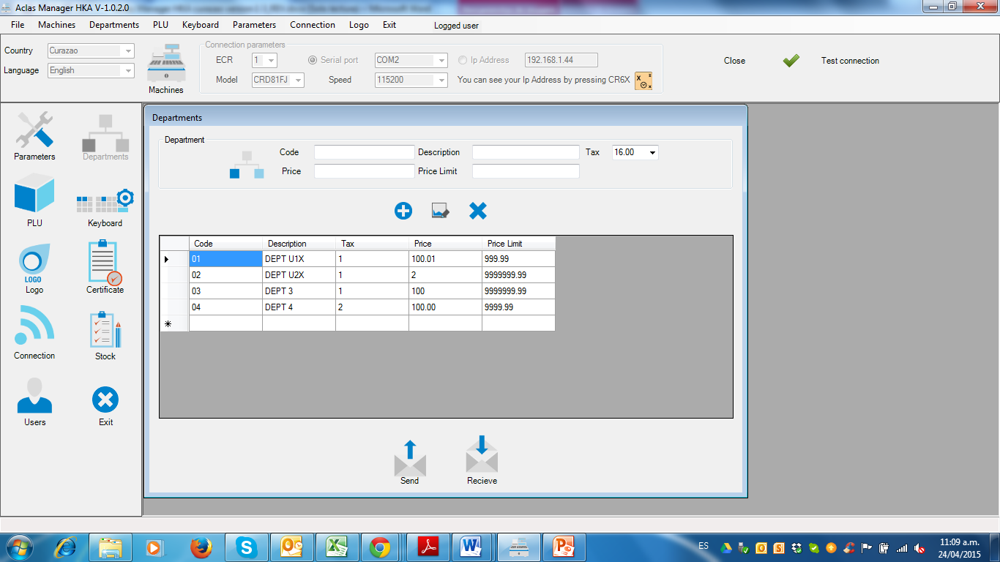 Aclas Manager HKA V-1.0.2.0
File Machines Departments PLU Keyboard Parameters Connection Logo Exit Logged user
Country Curazao
Language English
Machines
Connection parameters
ECR 1 Serial port COM2 Ip Address 192.168.1.44
Model CRD81FJ Speed 115200 You can see your Ip Address by pressing CR6X
Close Test connection
Parameters Departments
PLU Keyboard
LOGO
Logo Certificate
Connection Stock
Users Exit
Departments
Department
Code Description Tax 16.00
Price Price Limit
Code Description Tax Price Price Limit
01 DEPT U1X 1 100.01 999.99
02 DEPT U2X 1 2 9999999.99
03 DEPT 3 1 100 9999999.99
04 DEPT 4 2 100.00 9999.99
Send Recieve
ES 11:09 a.m.
24/04/2015